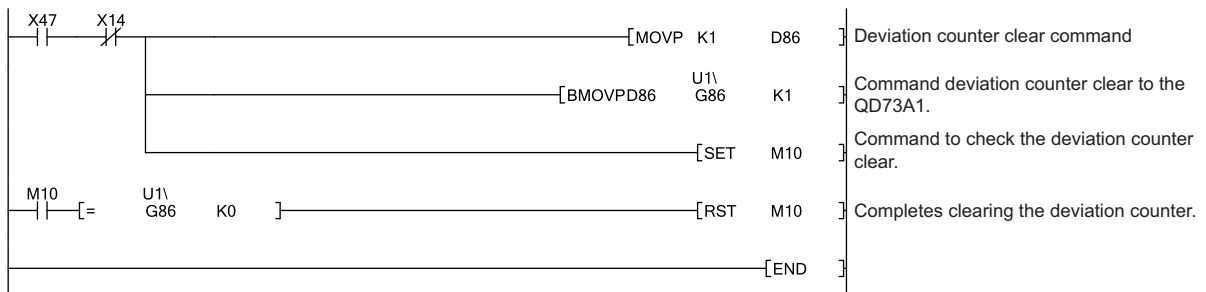 X47 X14
[MOVP K1 D86 ] Deviation counter clear command
[BMOVPD86 U1\ G86 K1 ] Command deviation counter clear to the
QD73A1.
[SET M10 ] Command to check the deviation counter
clear.
M10 [= U1\ G86 K0 ] [RST M10 ] Completes clearing the deviation counter.
[END ]